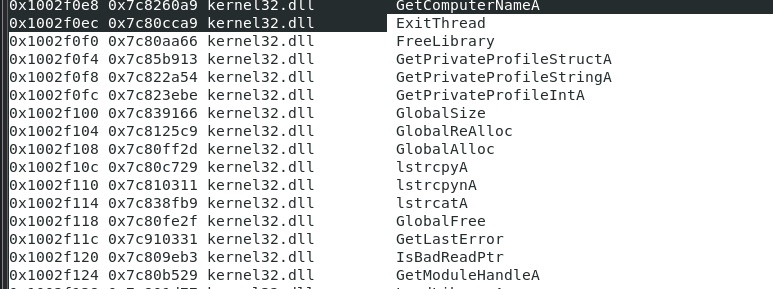 0x1002f0e8 0x7c8260a9 kernel32.dll GetComputerNameA
0x1002f0ec 0x7c80cca9 kernel32.dll ExitThread
0x1002f0f0 0x7c80aa66 kernel32.dll FreeLibrary
0x1002f0f4 0x7c85b913 kernel32.dll GetPrivateProfileStructA
0x1002f0f8 0x7c822a54 kernel32.dll GetPrivateProfileStringA
0x1002f0fc 0x7c823ebe kernel32.dll GetPrivateProfileIntA
0x1002f100 0x7c839166 kernel32.dll GlobalSize
0x1002f104 0x7c8125c9 kernel32.dll GlobalReAlloc
0x1002f108 0x7c80ff2d kernel32.dll GlobalAlloc
0x1002f10c 0x7c80c729 kernel32.dll lstrcpyA
0x1002f110 0x7c810311 kernel32.dll lstrcpynA
0x1002f114 0x7c838fb9 kernel32.dll lstrcatA
0x1002f118 0x7c80fe2f kernel32.dll GlobalFree
0x1002f11c 0x7c910331 kernel32.dll GetLastError
0x1002f120 0x7c809eb3 kernel32.dll IsBadReadPtr
0x1002f124 0x7c80b529 kernel32.dll GetModuleHandleA